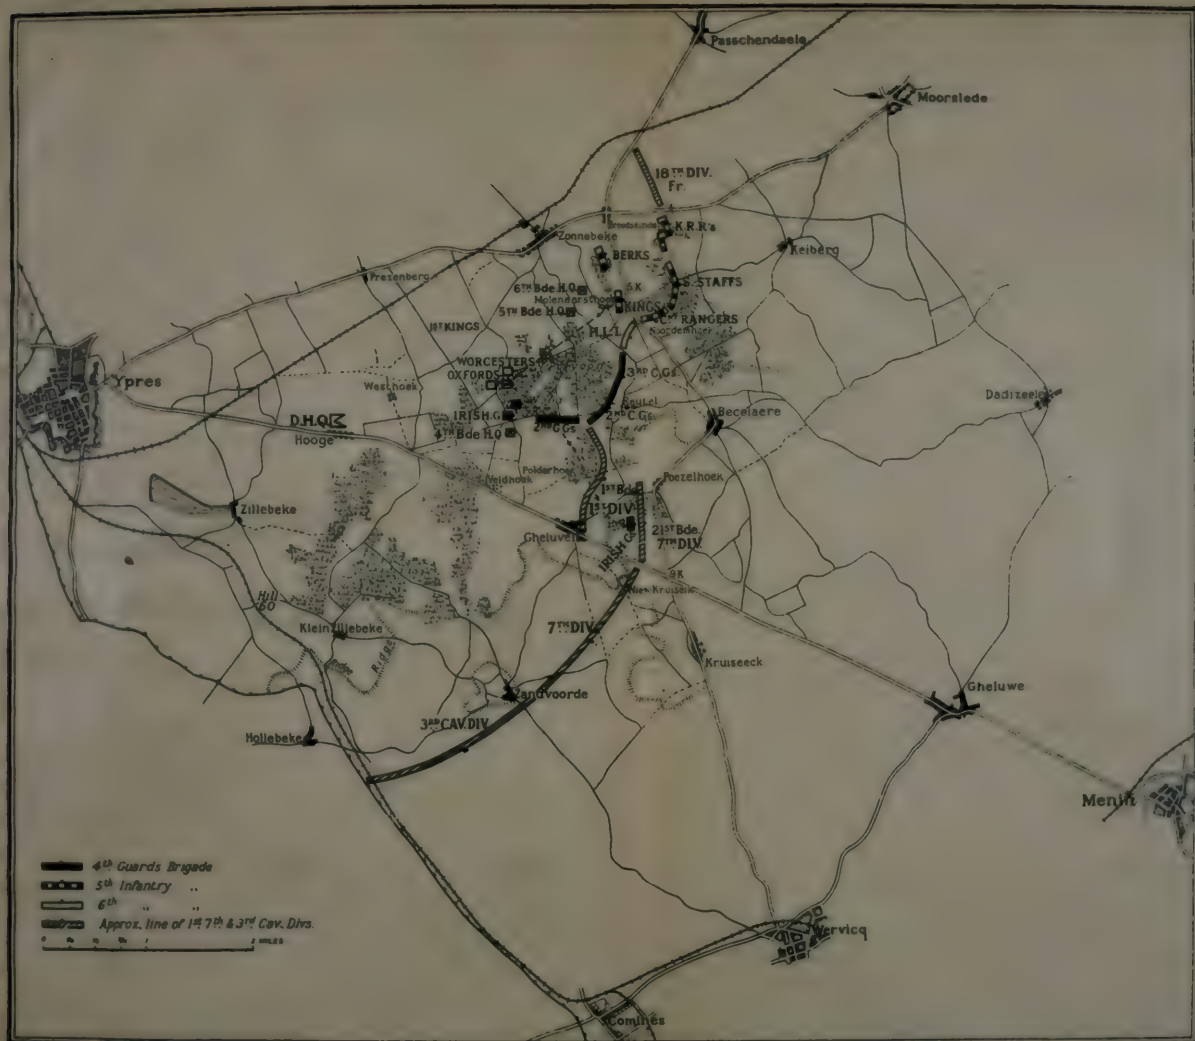 Passchendaele
Moorslede
18TH DIV.
Fr.
K.R.R's
Zonnebeke
BERKS
Keiberg
Frezenberg
S. STAFFS
6TH Bde H.Q.
5TH Bde H.Q.
KINGS
1ST KINGS
H.L.I.
CT RANGERS
WORCESTERS
OXFORDS
3RD C.Gs.
Ypres
Westhoek
Reutel
Dadizeele
IRISH G.
2ND C.Gs.
Becelaere
D.H.Q.
Hooge
4TH Bde H.Q.
2ND G.Gs
Polderhoek
Veldhoek
Poezelhoek
1ST Bde
Zillebeke
1ST DIV.
21ST Bde.
7TH DIV.
Gheluvelt
IRISH Gs
Hill
60
Kruiseik
Klein Zillebeke
7TH DIV.
Ridge
Kruiseeck
Gheluwe
Zandvoorde
3RD CAV. DIV.
Hollebeke
Menin
4th Guards Brigade
5th Infantry „
6th „ „
Approx. line of 1st 7th & 3rd Cav. Divs.
MILES
Wervicq
Comines